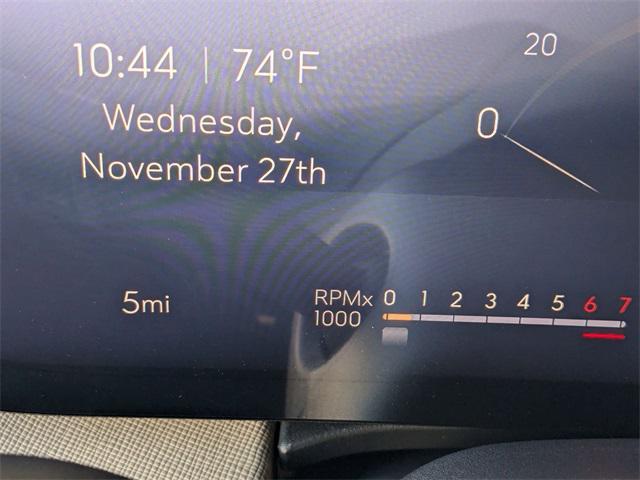 10:44 | 74°F
Wednesday,
November 27th
20
0
5mi
RPMx
1000
0 1 2 3 4 5 6 7